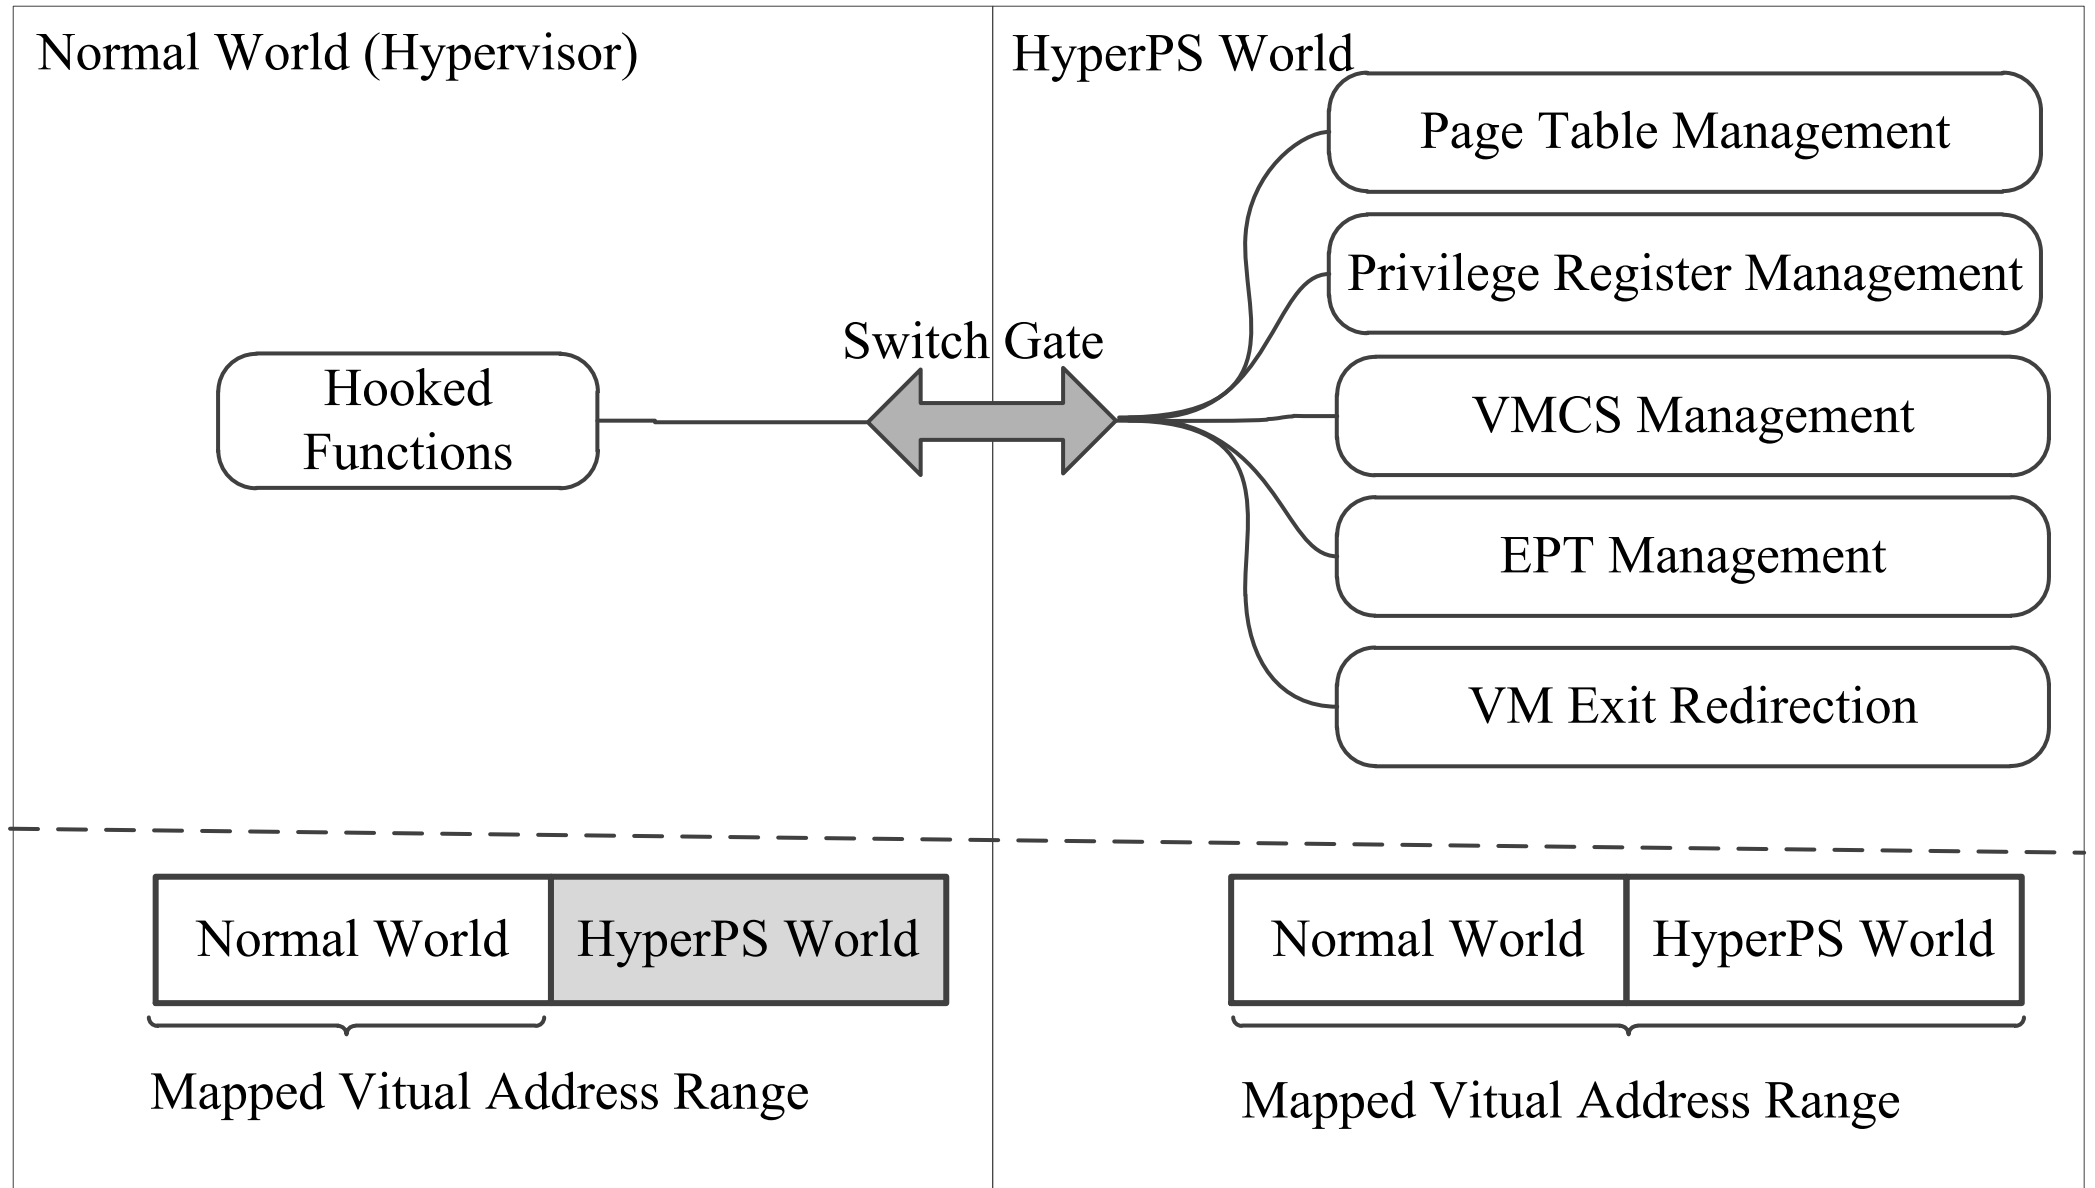 Normal World (Hypervisor)
HyperPS World
Page Table Management
Privilege Register Management
Switch Gate
Hooked
Functions
VMCS Management
EPT Management
VM Exit Redirection
Normal World
HyperPS World
Mapped Vitual Address Range
Normal World
HyperPS World
Mapped Vitual Address Range